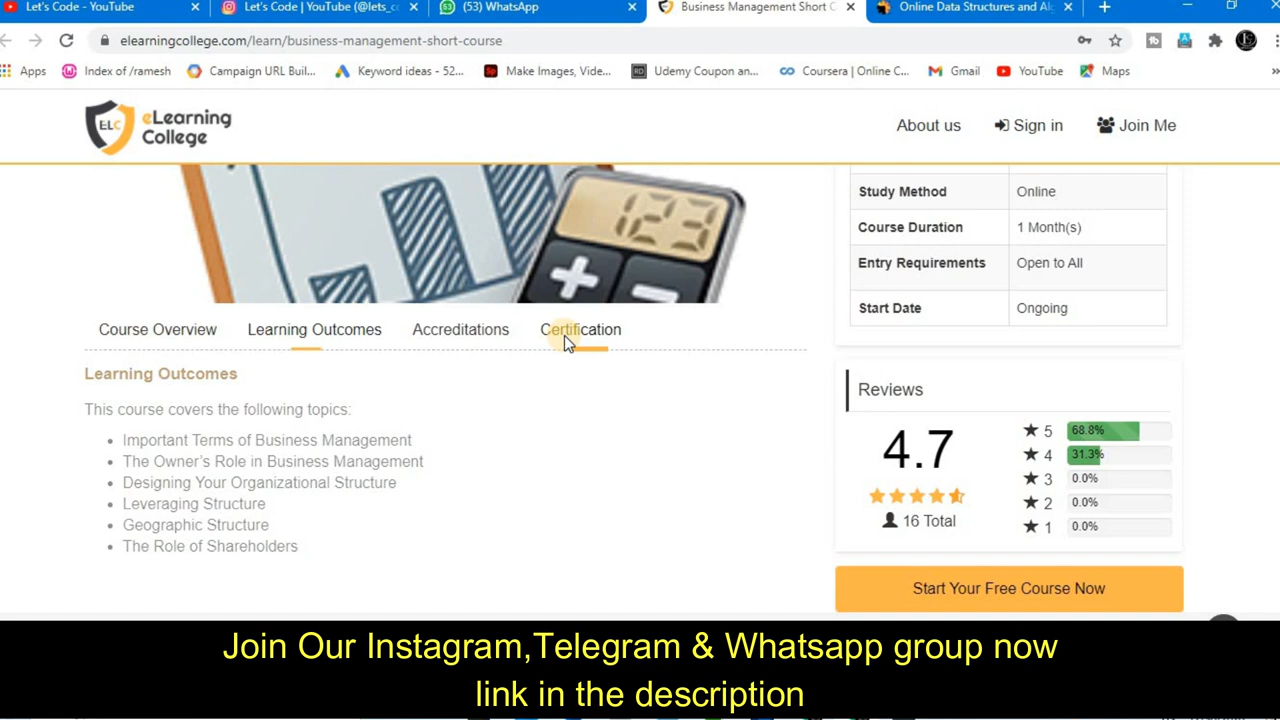 Let's Code - YouTube
Let's Code | YouTube (@lets_c
(53) WhatsApp
Business Management Short C
Online Data Structures and Al
elearningcollege.com/learn/business-management-short-course
Apps
Index of /ramesh
Campaign URL Buil...
Keyword ideas - 52...
Make Images, Vide...
Udemy Coupon an...
Coursera | Online C...
Gmail
YouTube
Maps
ELC
eLearning
College
About us
Sign in
Join Me
123
Study Method Online
Course Duration 1 Month(s)
Entry Requirements Open to All
Start Date Ongoing
Course Overview
Learning Outcomes
Accreditations
Certification
Learning Outcomes
This course covers the following topics:
Important Terms of Business Management
The Owner's Role in Business Management
Designing Your Organizational Structure
Leveraging Structure
Geographic Structure
The Role of Shareholders
Reviews
4.7
16 Total
5 68.8%
4 31.3%
3 0.0%
2 0.0%
1 0.0%
Start Your Free Course Now
Join Our Instagram,Telegram & Whatsapp group now
link in the description